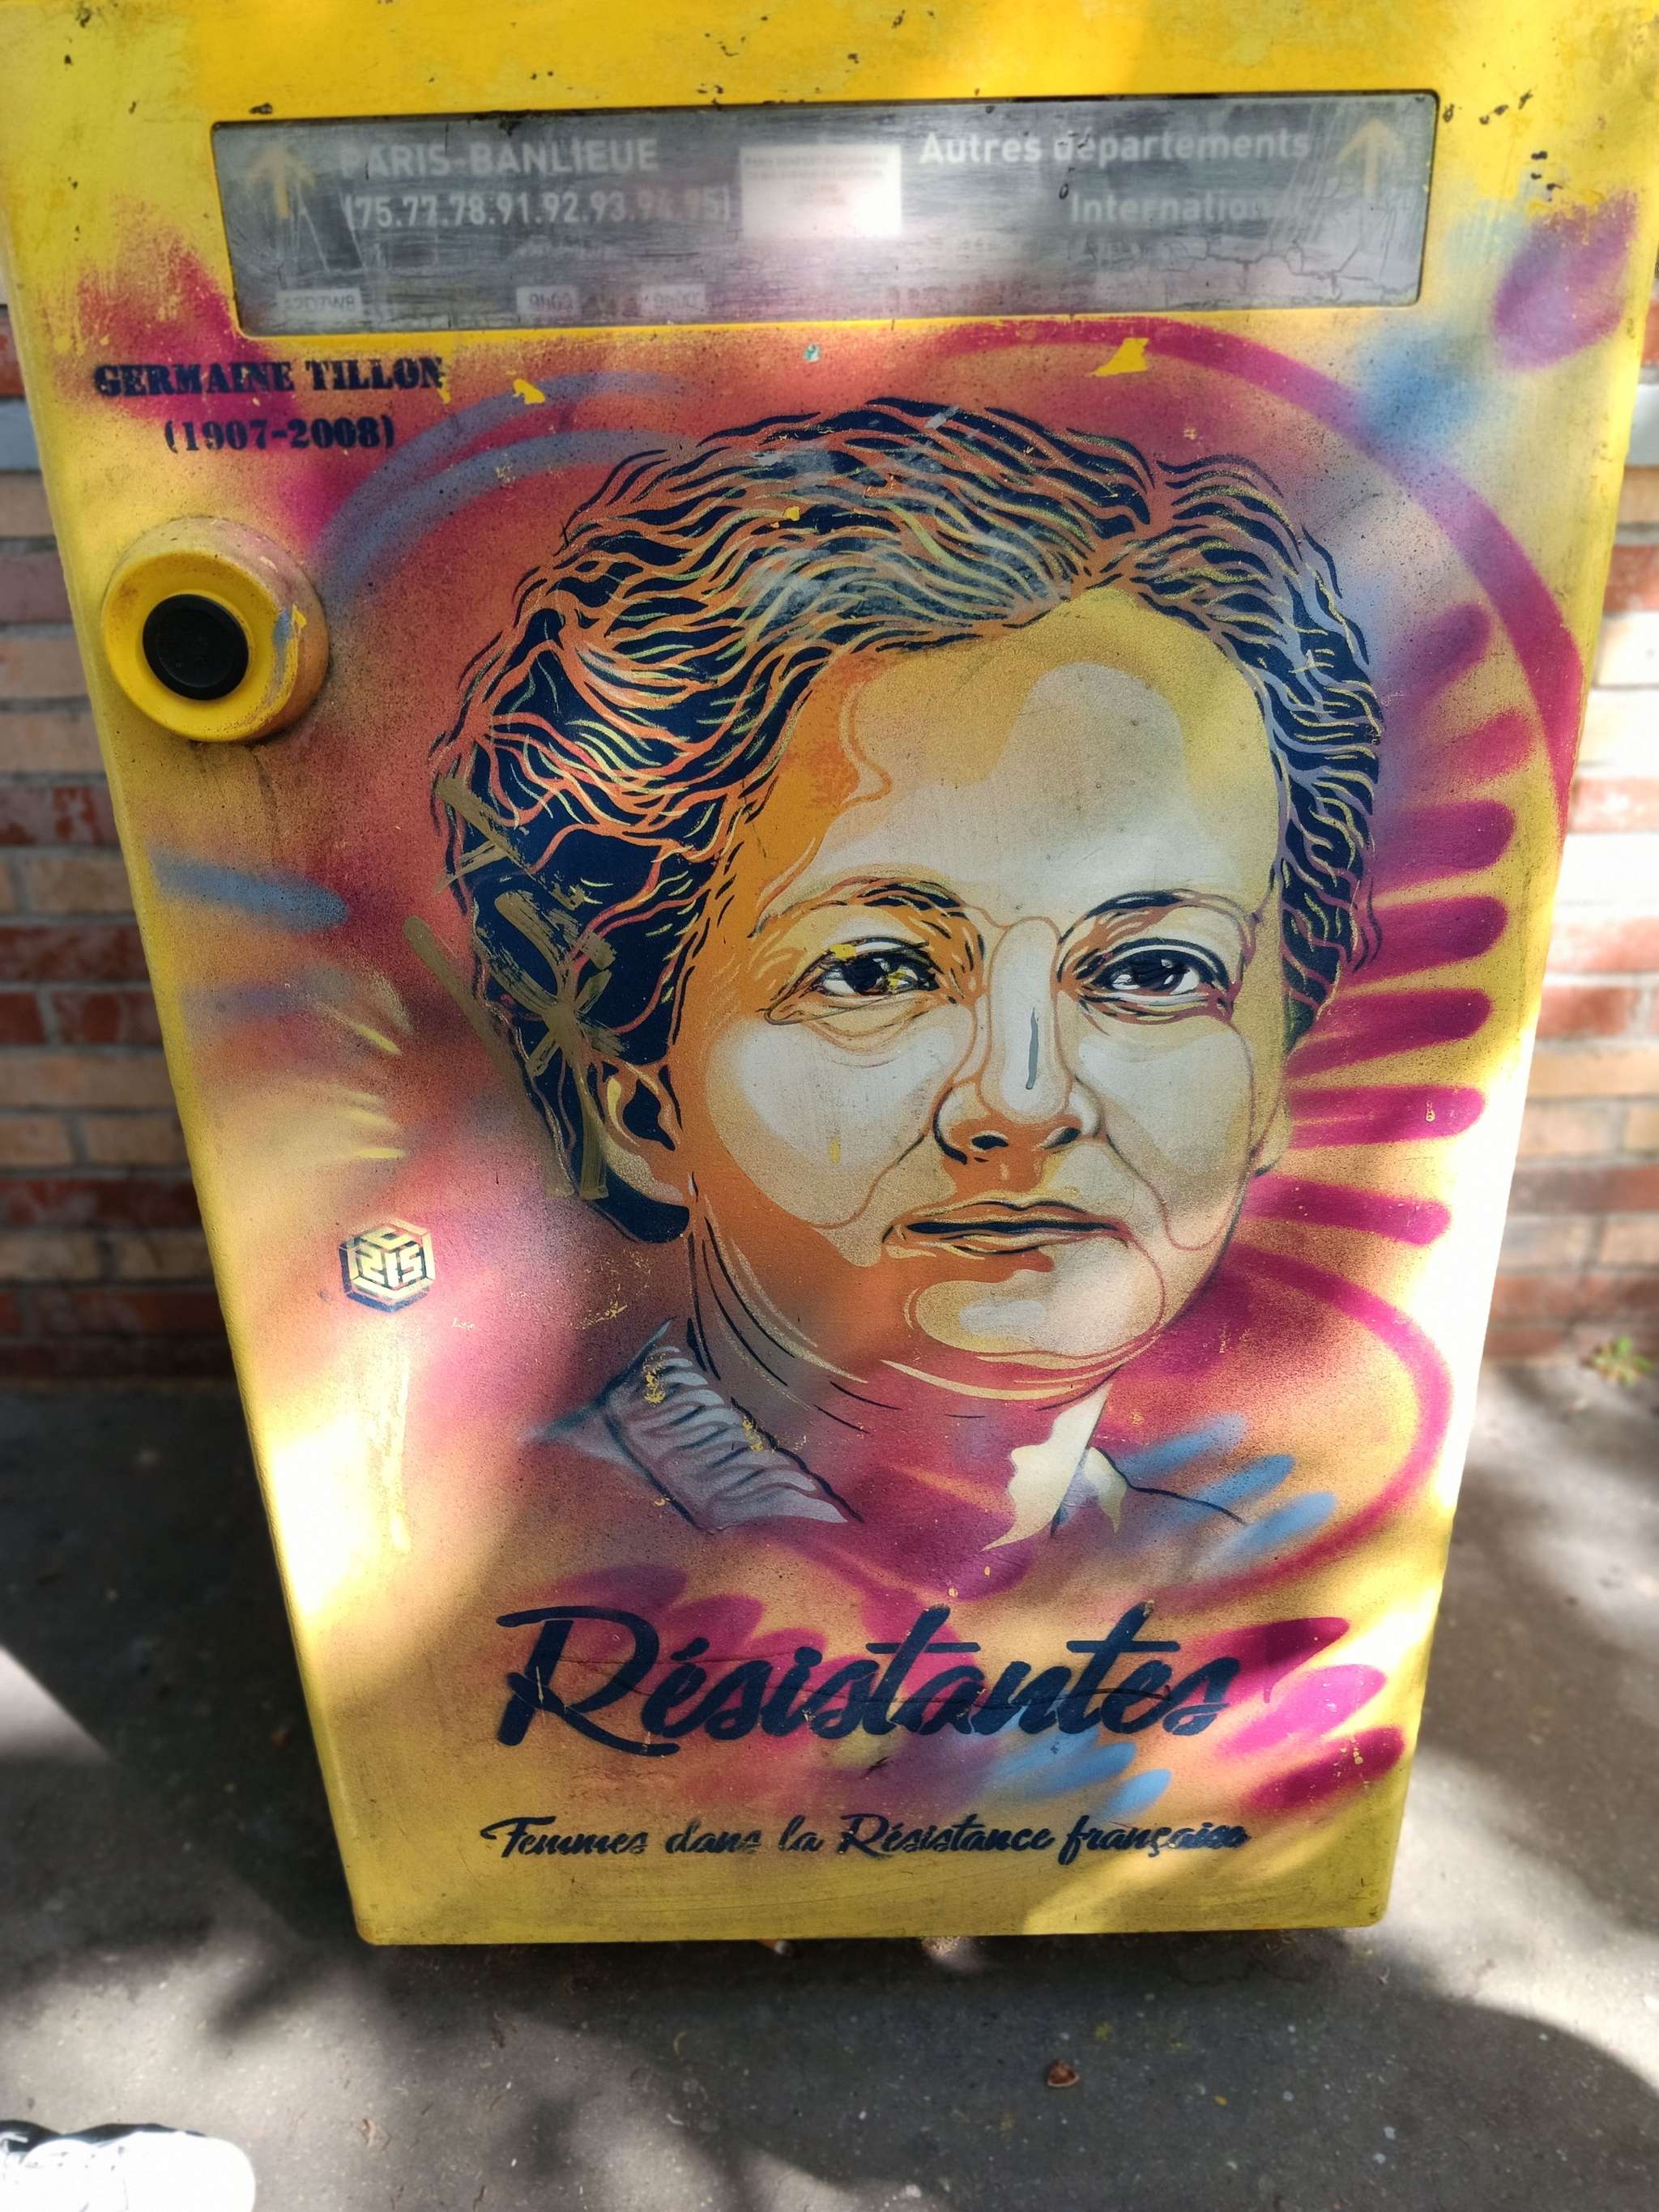 PARIS-BANLIEUE
(75.77.78.91.92.93.94.95)
Autres départements
International
GERMAINE TILLON
(1907-2008)
C215
Résistantes
Femmes dans la Résistance française